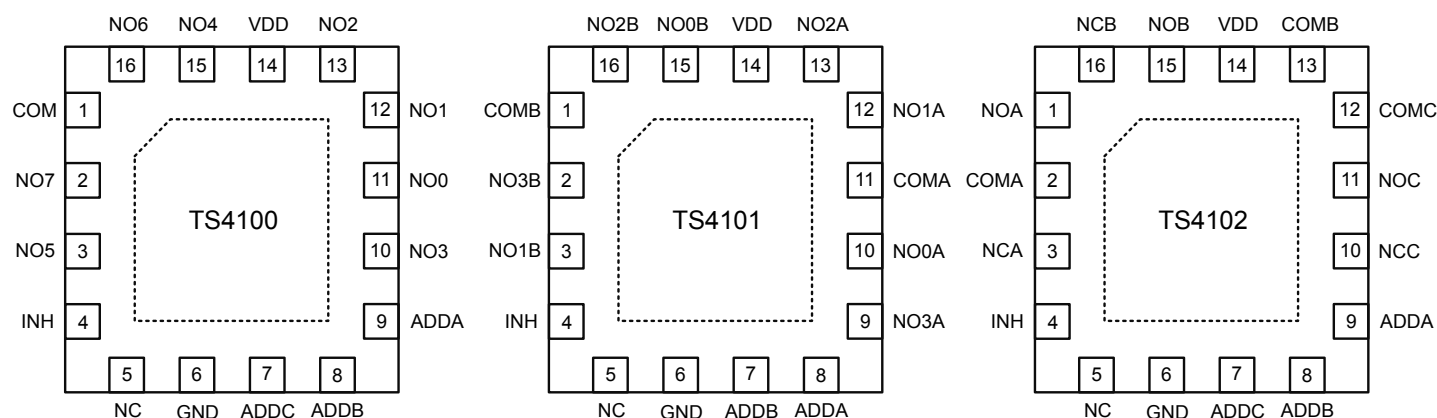 NO6 NO4 VDD NO2 NO2B NO0B VDD NO2A NCB NOB VDD COMB
16 15 14 13 16 15 14 13 16 15 14 13
COM 1 12 NO1 COMB 1 12 NO1A NOA 1 12 COMC
NO7 2 11 NO0 NO3B 2 11 COMA COMA 2 11 NOC
TS4100 TS4101 TS4102
NO5 3 10 NO3 NO1B 3 10 NO0A NCA 3 10 NCC
INH 4 9 ADDA INH 4 9 NO3A INH 4 9 ADDA
5 6 7 8 5 6 7 8 5 6 7 8
NC GND ADDC ADDB NC GND ADDB ADDA NC GND ADDC ADDB